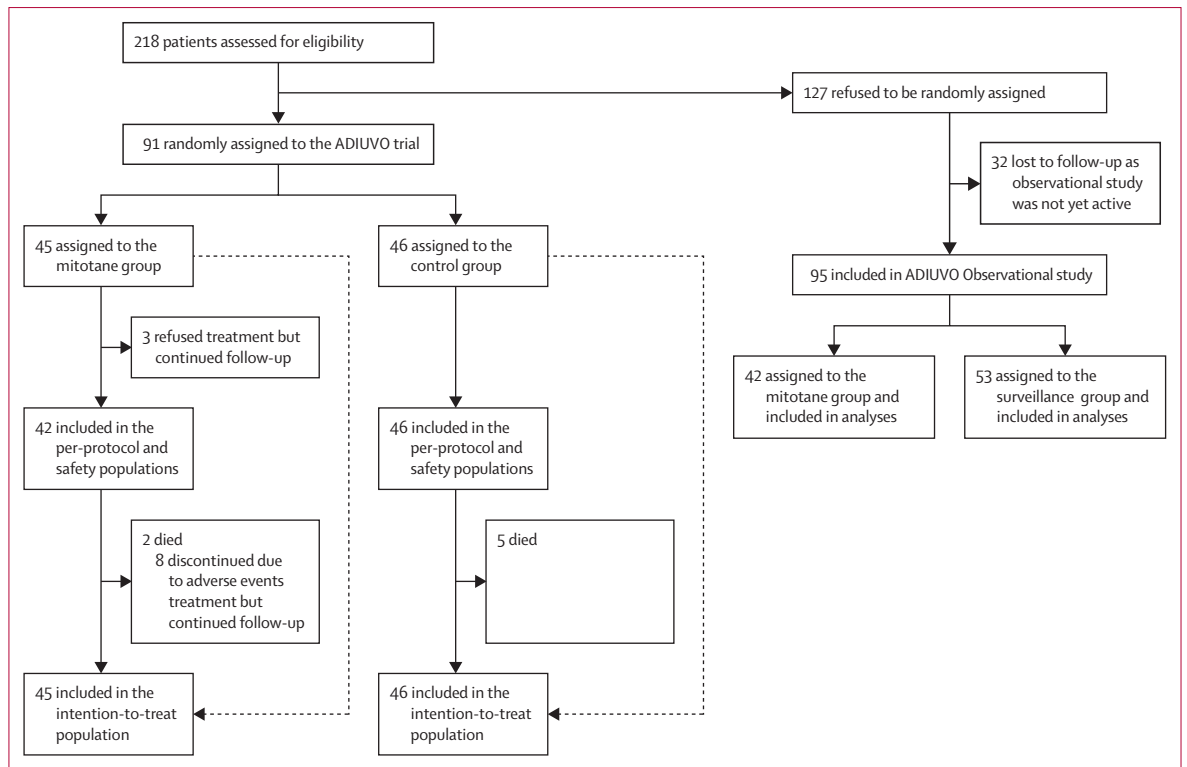 218 patients assessed for eligibility
127 refused to be randomly assigned
91 randomly assigned to the ADIUVO trial
32 lost to follow-up as
observational study
was not yet active
45 assigned to the
mitotane group
46 assigned to the
control group
95 included in ADIUVO Observational study
3 refused treatment but
continued follow-up
42 assigned to the
mitotane group and
included in analyses
53 assigned to the
surveillance group and
included in analyses
42 included in the
per-protocol and
safety populations
46 included in the
per-protocol and
safety populations
2 died
8 discontinued due
to adverse events
treatment but
continued follow-up
5 died
45 included in the
intention-to-treat
population
46 included in the
intention-to-treat
population